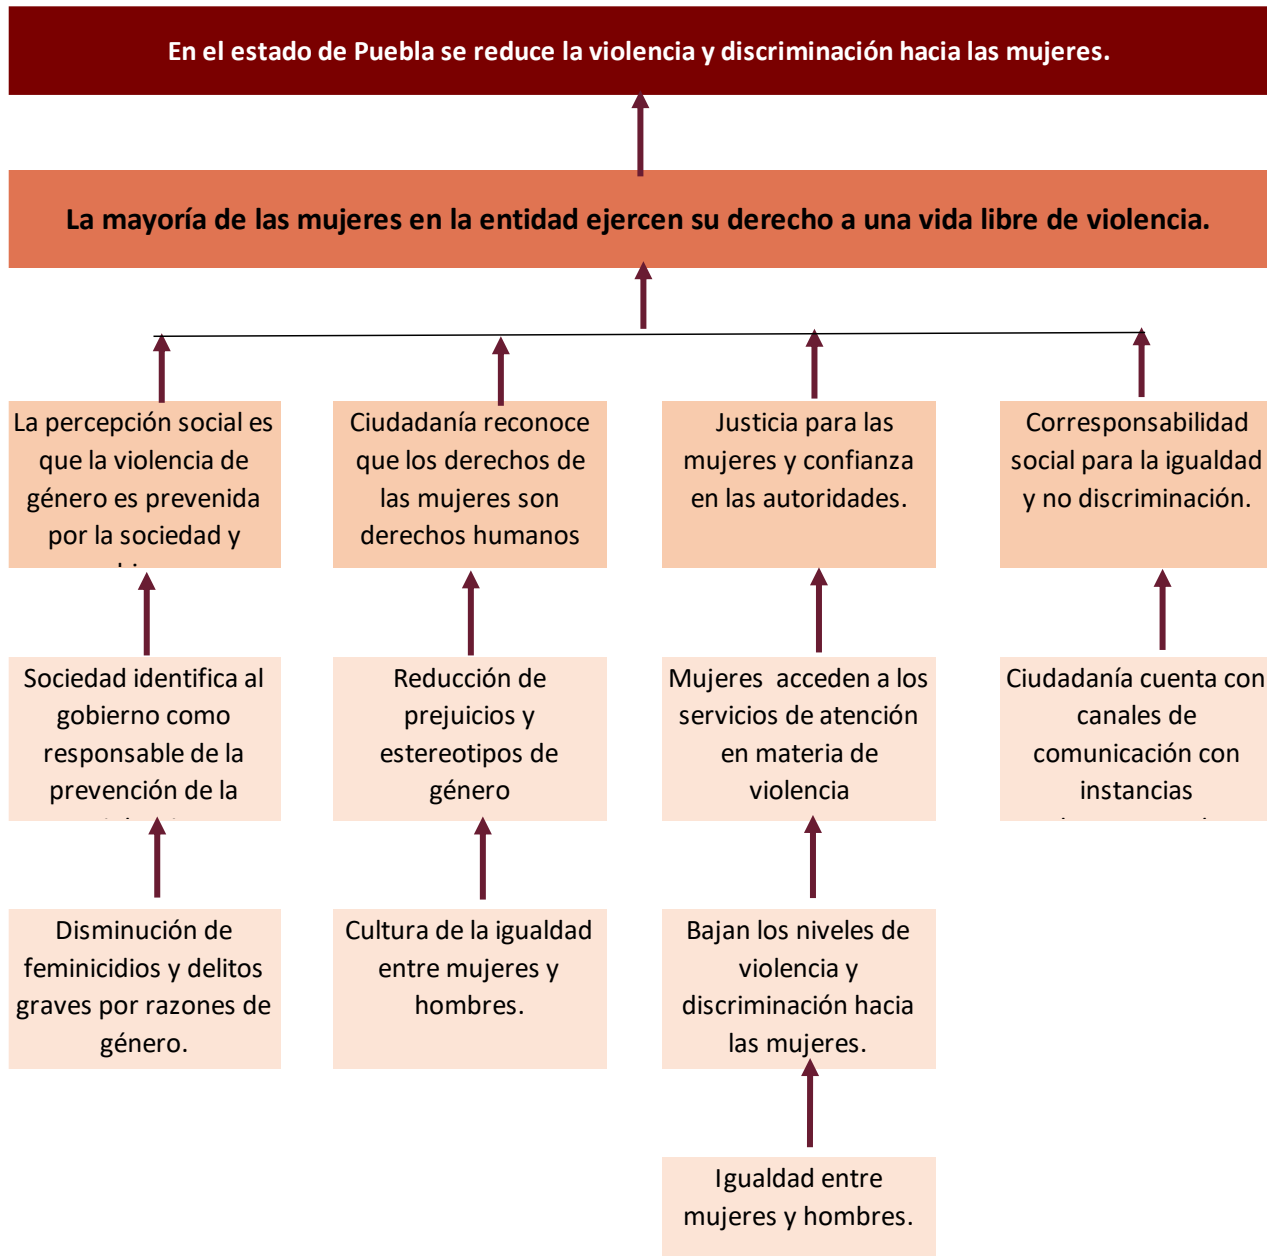 En el estado de Puebla se reduce la violencia y discriminación hacia las mujeres.
La mayoría de las mujeres en la entidad ejercen su derecho a una vida libre de violencia.
La percepción social es
que la violencia de
género es prevenida
por la sociedad y
Ciudadanía reconoce
que los derechos de
las mujeres son
derechos humanos
Justicia para las
mujeres y confianza
en las autoridades.
Corresponsabilidad
social para la igualdad
y no discriminación.
Sociedad identifica al
gobierno como
responsable de la
prevención de la
Reducción de
prejuicios y
estereotipos de
género
Mujeres acceden a los
servicios de atención
en materia de
violencia
Ciudadanía cuenta con
canales de
comunicación con
instancias
Disminución de
feminicidios y delitos
graves por razones de
género.
Cultura de la igualdad
entre mujeres y
hombres.
Bajan los niveles de
violencia y
discriminación hacia
las mujeres.
Igualdad entre
mujeres y hombres.